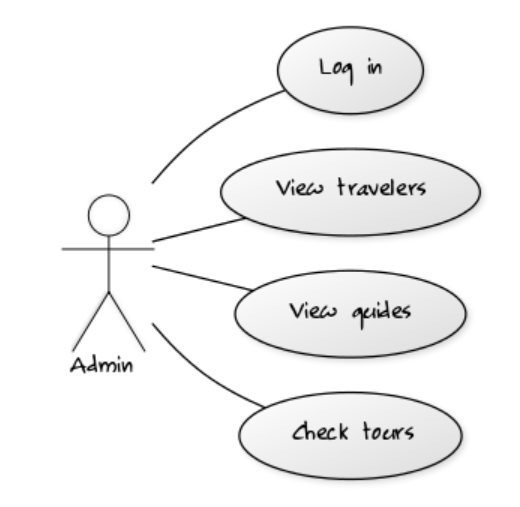 Log in
View travelers
View guides
Admin
Check tours